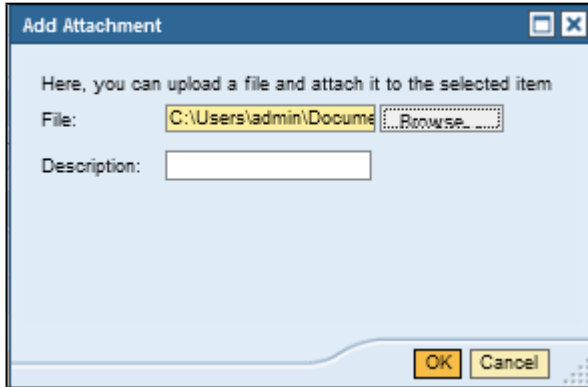 Add Attachment
Here, you can upload a file and attach it to the selected item
File: C:\Users\admin\Docume Browse...
Description:
OK Cancel